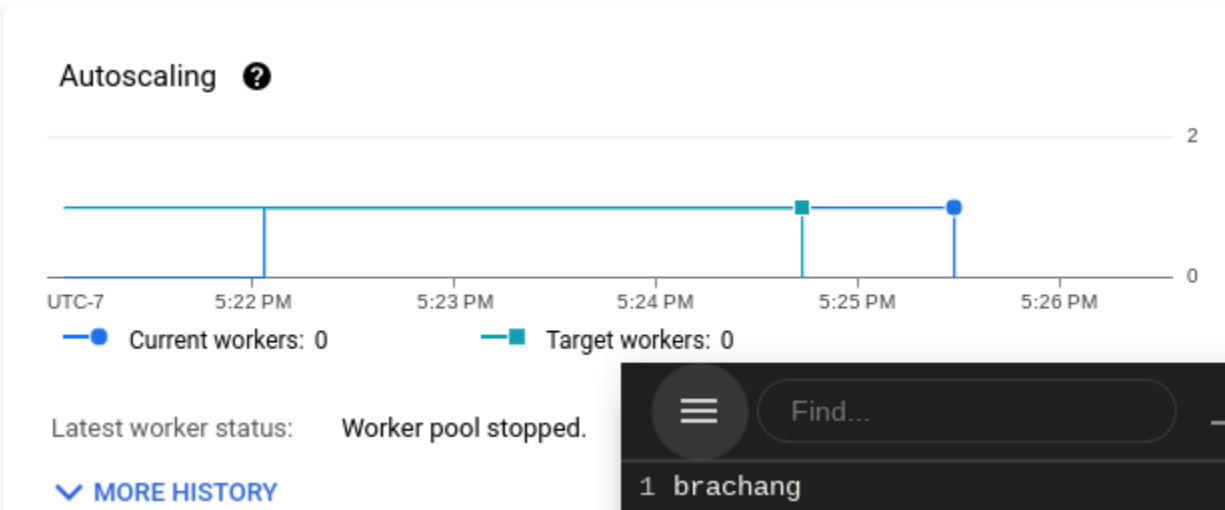 Autoscaling ?
2
0
UTC-7 5:22 PM 5:23 PM 5:24 PM 5:25 PM 5:26 PM
Current workers: 0 Target workers: 0
Latest worker status: Worker pool stopped.
MORE HISTORY
Find...
1 brachang